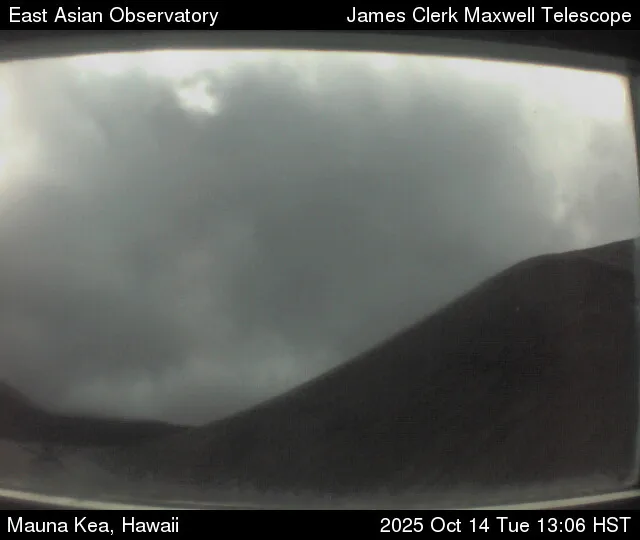 East Asian Observatory
James Clerk Maxwell Telescope
Mauna Kea, Hawaii
2025 Oct 14 Tue 13:06 HST